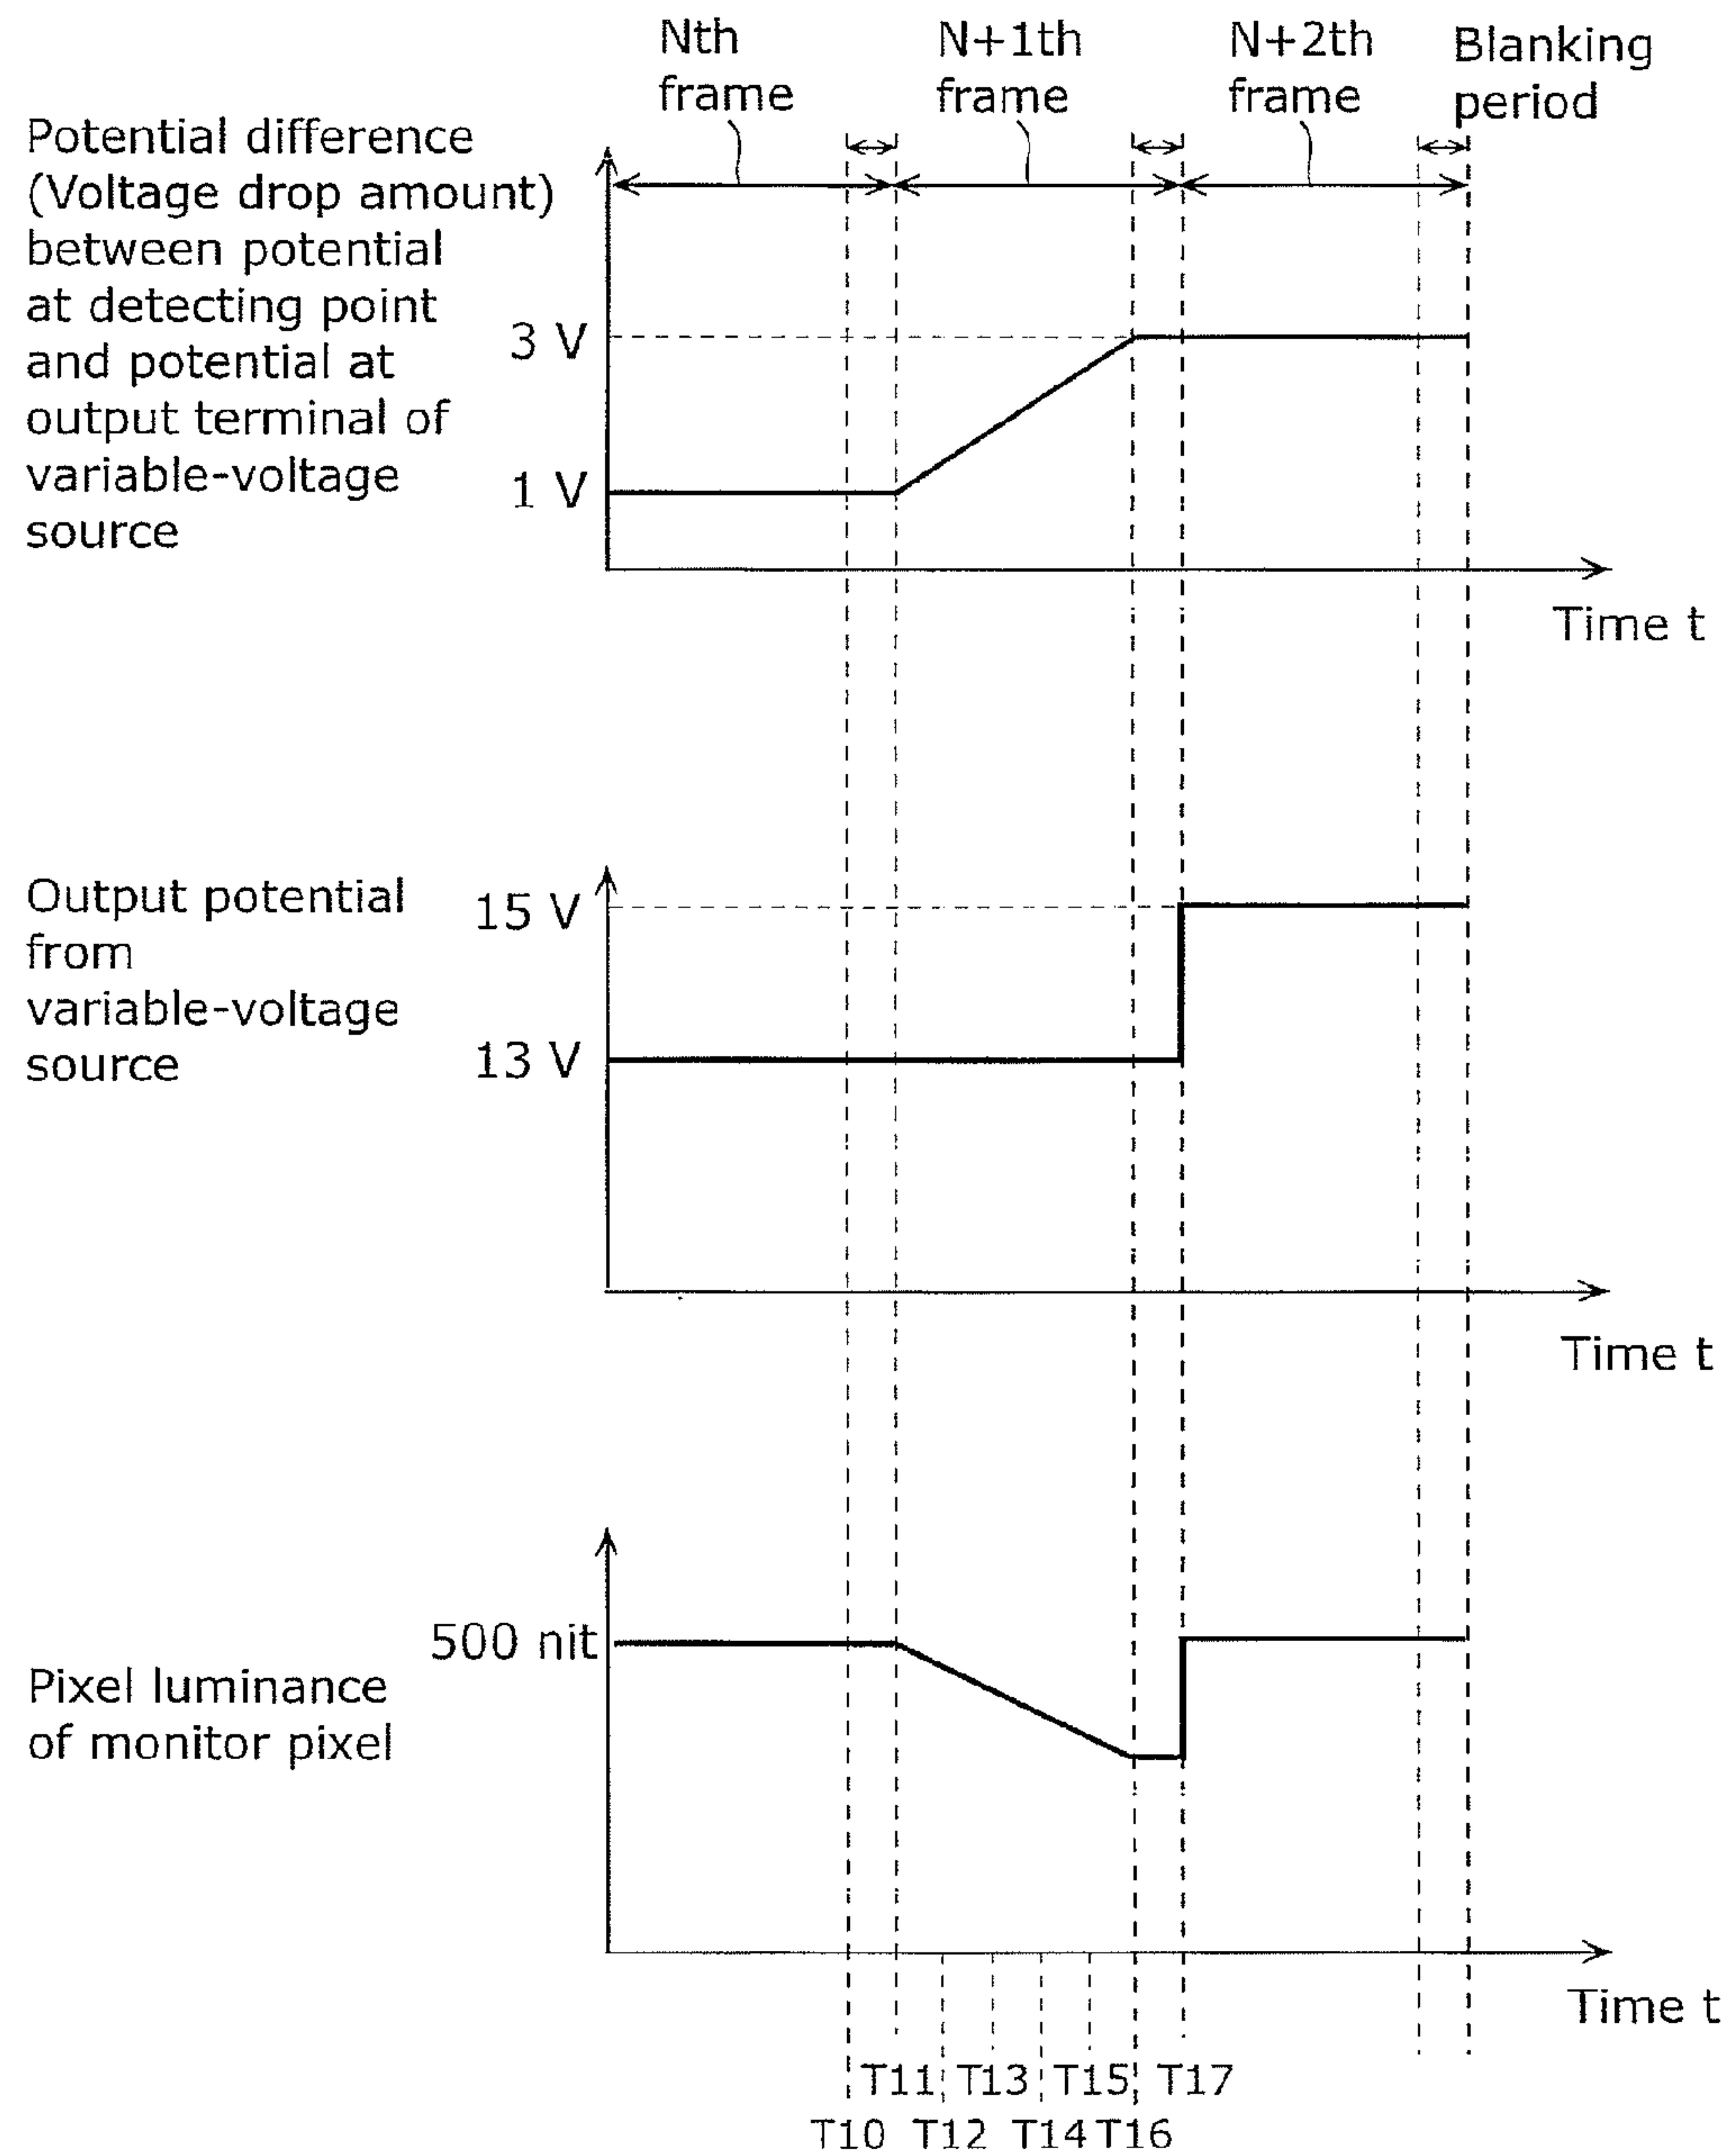 Nth
frame
N+1th
frame
N+2th
frame
Blanking
period
Potential difference
(Voltage drop amount)
between potential
at detecting point
and potential at
output terminal of
variable-voltage
source
3 V
1 V
Time t
Output potential
from
variable-voltage
source
15 V
13 V
Time t
500 nit
Pixel luminance
of monitor pixel
Time t
T11 T13 T15 T17
T10 T12 T14 T16